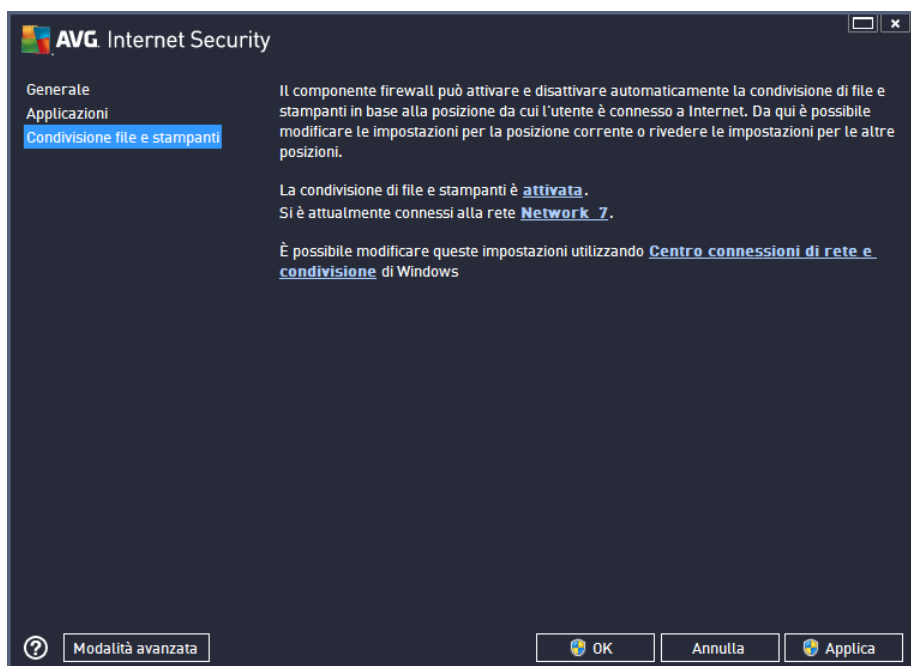 AVG. Internet Security
Generale
Applicazioni
Condivisione file e stampanti
Il componente firewall può attivare e disattivare automaticamente la condivisione di file e
stampanti in base alla posizione da cui l'utente è connesso a Internet. Da qui è possibile
modificare le impostazioni per la posizione corrente o rivedere le impostazioni per le altre
posizioni.
La condivisione di file e stampanti è attivata.
Si è attualmente connessi alla rete Network 7.
È possibile modificare queste impostazioni utilizzando Centro connessioni di rete e
condivisione di Windows
? Modalità avanzata OK Annulla Applica